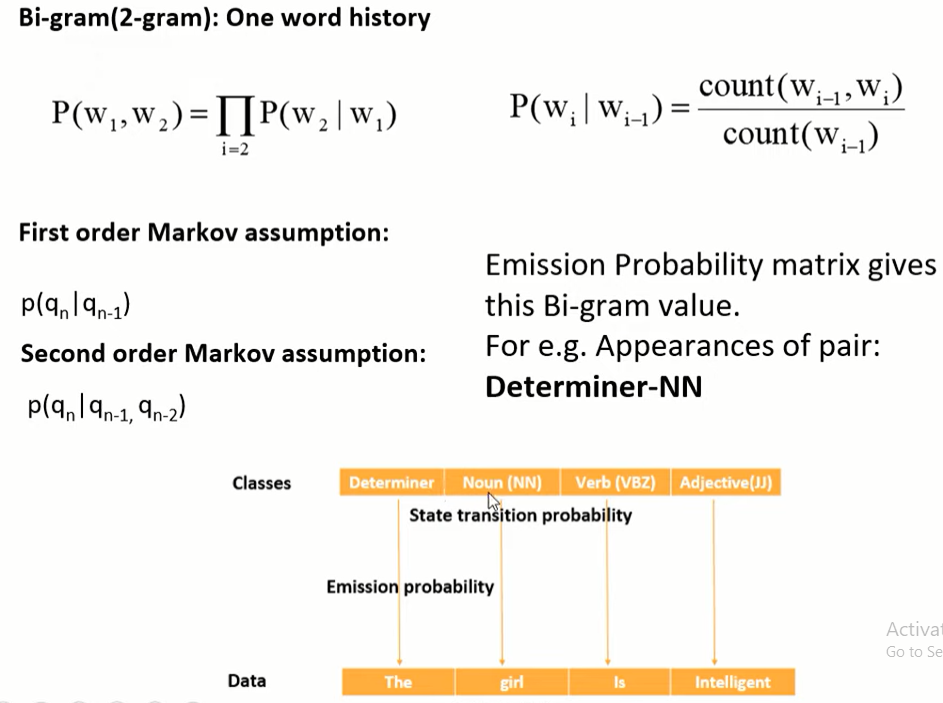 Bi-gram(2-gram): One word history
P(w₁,w₂) = ∏ P(w₂ | w₁)
i=2
P(wᵢ | wᵢ₋₁) = count(wᵢ₋₁, wᵢ)
count(wᵢ₋₁)
First order Markov assumption:
p(qₙ|qₙ₋₁)
Second order Markov assumption:
p(qₙ|qₙ₋₁, qₙ₋₂)
Emission Probability matrix gives
this Bi-gram value.
For e.g. Appearances of pair:
Determiner-NN
Classes Determiner Noun (NN) Verb (VBZ) Adjective(JJ)
State transition probability
Emission probability
Data The girl Is Intelligent
Go to Se